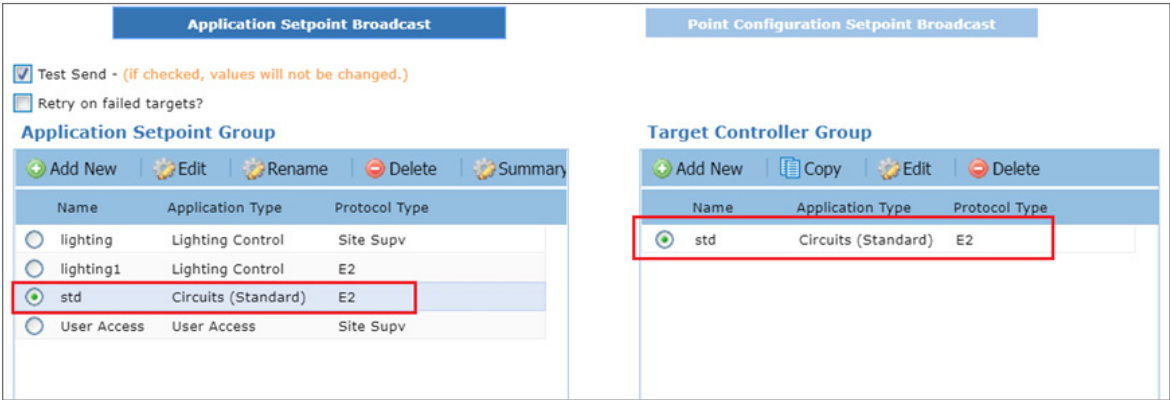 Application Setpoint Broadcast
Point Configuration Setpoint Broadcast
Test Send - (if checked, values will not be changed.)
Retry on failed targets?
Application Setpoint Group
Add New Edit Rename Delete Summary
Name Application Type Protocol Type
lighting Lighting Control Site Supv
lighting1 Lighting Control E2
std Circuits (Standard) E2
User Access User Access Site Supv
Target Controller Group
Add New Copy Edit Delete
Name Application Type Protocol Type
std Circuits (Standard) E2